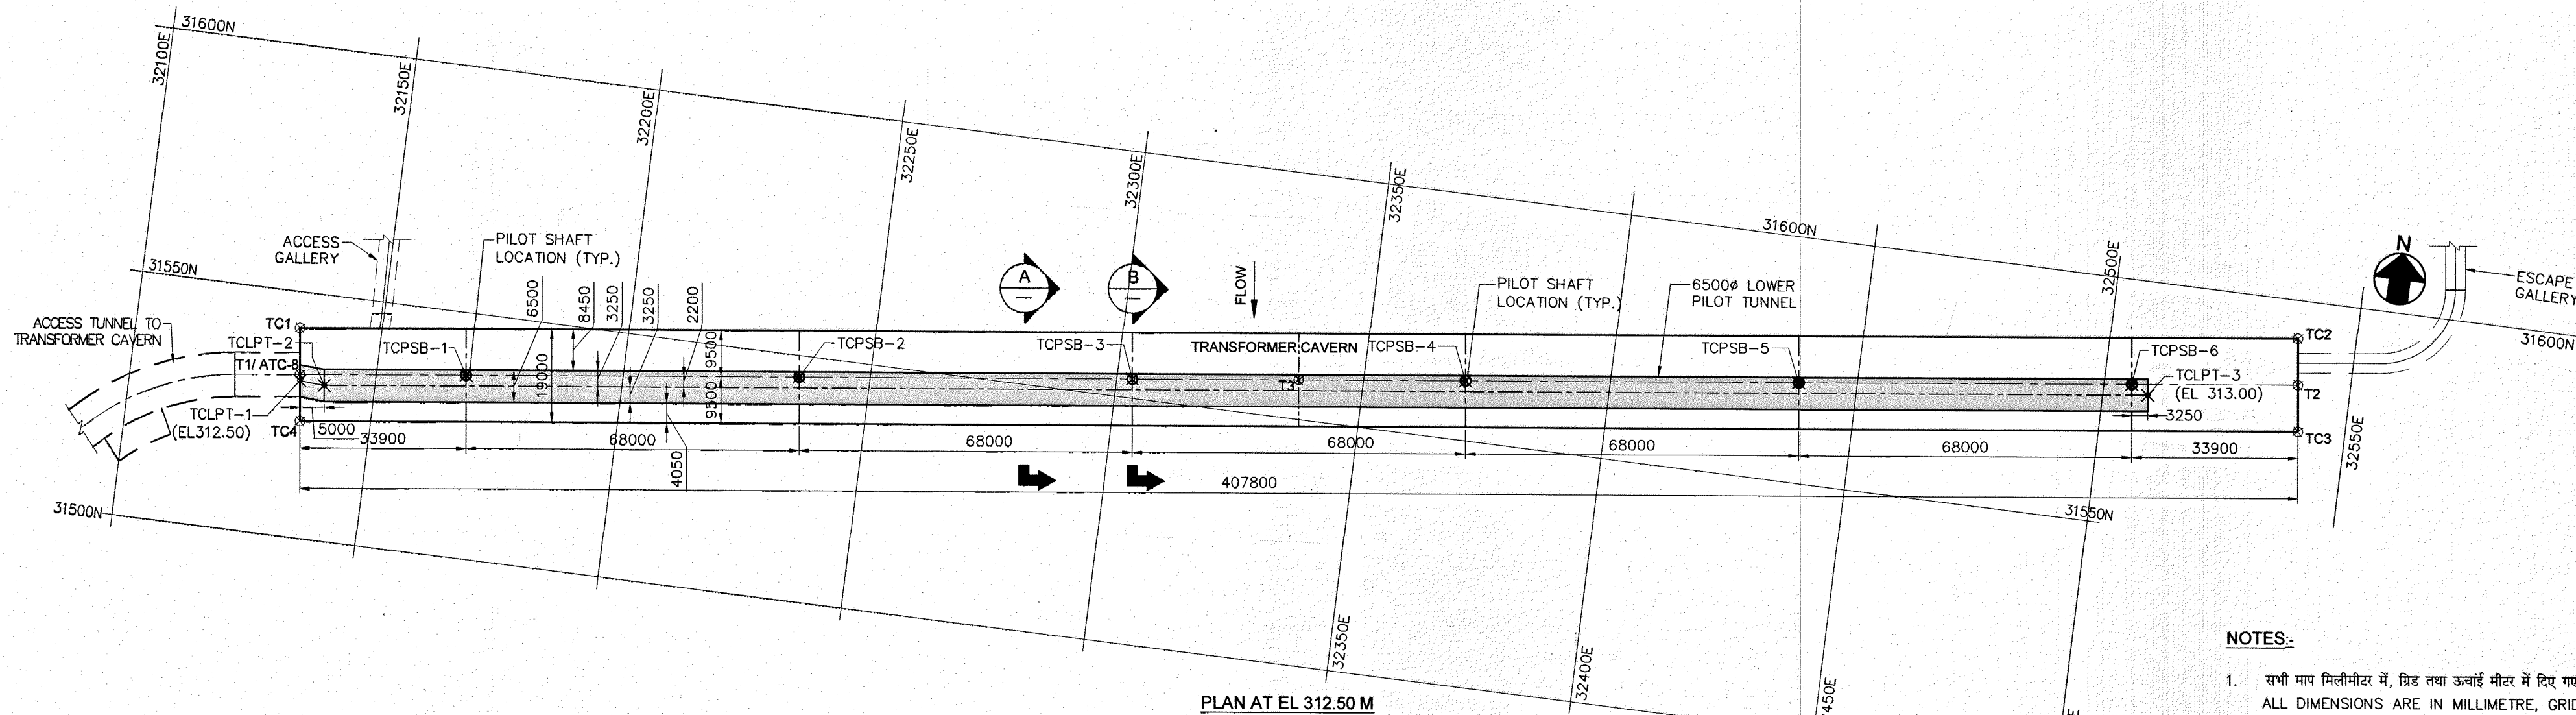 31600N
32100E
32150E
32200E
32250E
32300E
32350E
31600N
32500E
N
ESCAPE
GALLERY
ACCESS
GALLERY
PILOT SHAFT
LOCATION (TYP.)
31550N
6500
8450
3250
3250
2200
A
B
FLOW
PILOT SHAFT
LOCATION (TYP.)
6500ø LOWER
PILOT TUNNEL
ACCESS TUNNEL TO
TRANSFORMER CAVERN
TC1
TCLPT-2
TCPSB-1
TCPSB-2
TCPSB-3
TRANSFORMER CAVERN
TCPSB-4
TCPSB-5
TCPSB-6
TC2
31600N
T1/ATC-8
19000
9500
9500
T3
TCLPT-3
(EL 313.00)
T2
TCLPT-1
(EL312.50)
TC4
5000
3250
TC3
33900
68000
68000
68000
68000
68000
33900
4050
407800
32550E
31500N
31550N
32350E
32400E
PLAN AT EL 312.50 M
NOTES:-
1. सभी माप मिलीमीटर में, ग्रिड तथा ऊचांई मीटर में दिए गए
ALL DIMENSIONS ARE IN MILLIMETRE, GRID